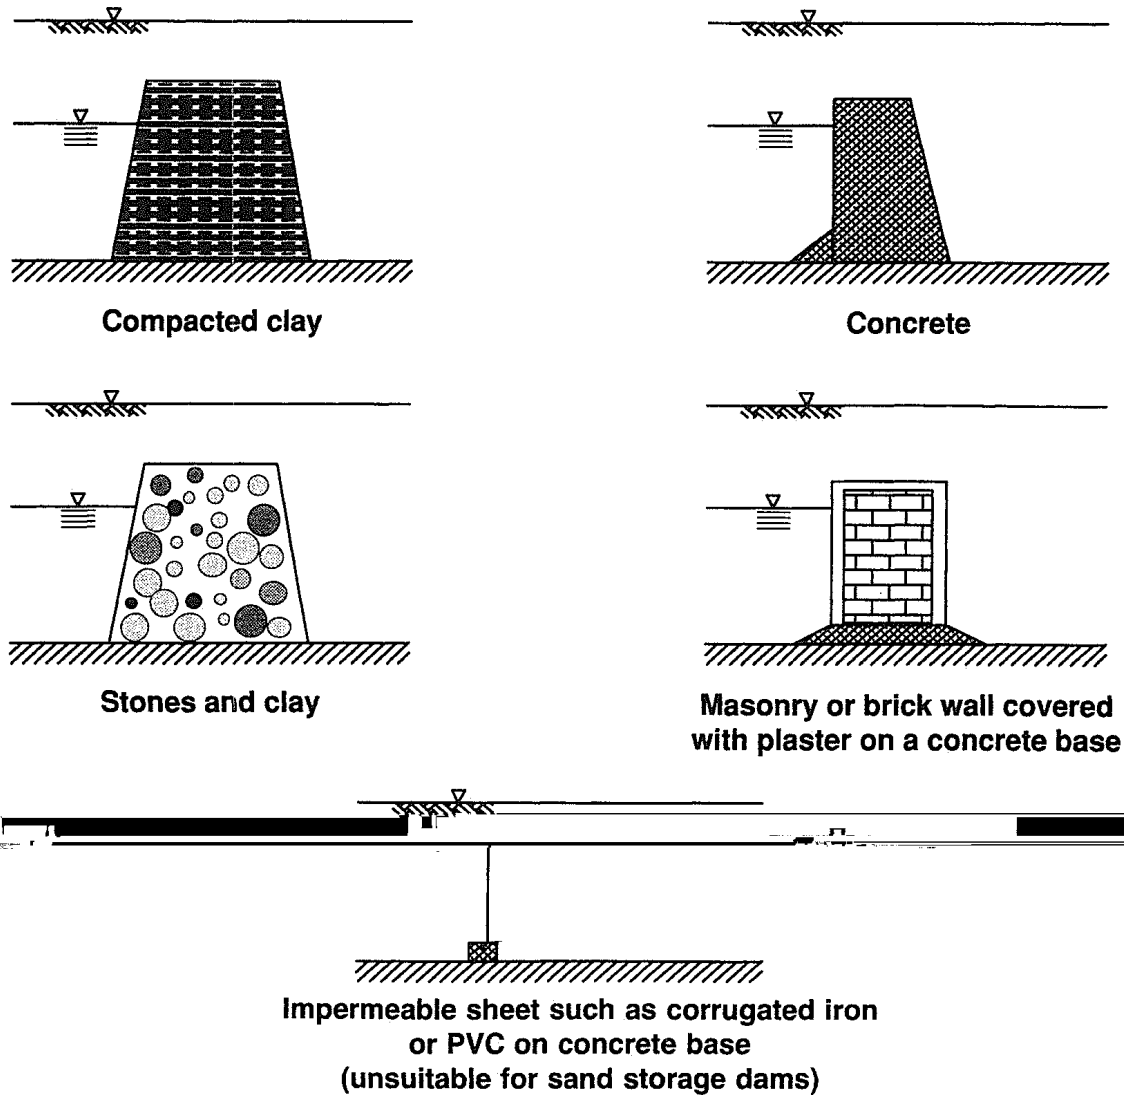 Compacted clay
Concrete
Stones and clay
Masonry or brick wall covered
with plaster on a concrete base
Impermeable sheet such as corrugated iron
or PVC on concrete base
(unsuitable for sand storage dams)